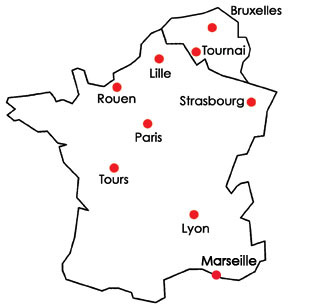 Bruxelles
Tournai
Lille
Rouen
Strasbourg
Paris
Tours
Lyon
Marseille